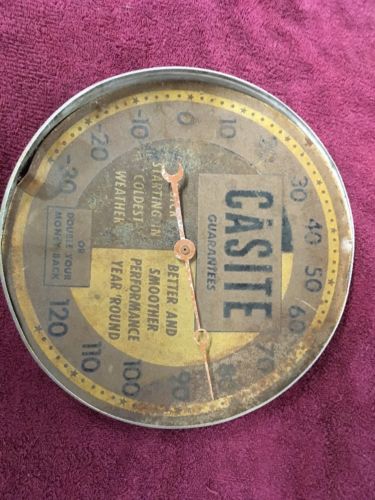 CASITE
GUARANTEES
STARTING IN
COLDEST
WEATHER
BETTER AND
SMOOTHER
PERFORMANCE
YEAR 'ROUND
OR
DOUBLE YOUR
MONEY BACK
-30
-20
-10
0
10
30
40
50
60
70
80
90
100
110
120